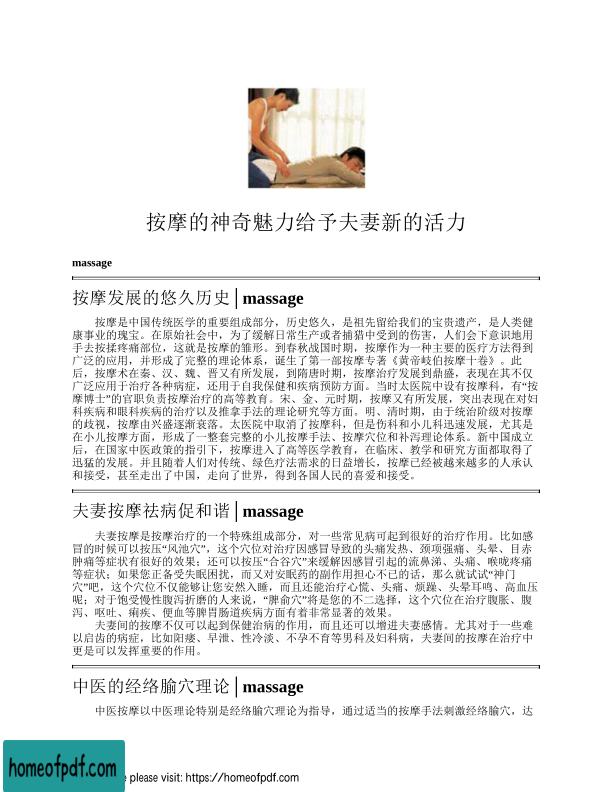 按摩的神奇魅力给予夫妻新的活力
massage
按摩发展的悠久历史│massage
按摩是中国传统医学的重要组成部分，历史悠久，是祖先留给我们的宝贵遗产，是人类健
康事业的瑰宝。在原始社会中，为了缓解日常生产或者捕猎中受到的伤害，人们会下意识地用
手去按揉疼痛部位，这就是按摩的雏形。到春秋战国时期，按摩作为一种主要的医疗方法得到
广泛的应用，并形成了完整的理论体系，诞生了第一部按摩专著《黄帝岐伯按摩十卷》。此
后，按摩术在秦、汉、魏、晋又有所发展，到隋唐时期，按摩治疗发展到鼎盛，表现在其不仅
广泛应用于治疗各种病症，还用于自我保健和疾病预防方面。当时太医院中设有按摩科，有“按
摩博士”的官职负责按摩治疗的高等教育。宋、金、元时期，按摩又有所发展，突出表现在对妇
科疾病和眼科疾病的治疗以及推拿手法的理论研究等方面。明、清时期，由于统治阶级对按摩
的歧视，按摩由兴盛逐渐衰落。太医院中取消了按摩科，但是伤科和小儿科迅速发展，尤其是
在小儿按摩方面，形成了一整套完整的小儿按摩手法、按摩穴位和补泻理论体系。新中国成立
后，在国家中医政策的指引下，按摩进入了高等医学教育，在临床、教学和研究方面都取得了
迅猛的发展。并且随着人们对传统、绿色疗法需求的日益增长，按摩已经被越来越多的人承认
和接受，甚至走出了中国，走向了世界，得到各国人民的喜爱和接受。
夫妻按摩祛病促和谐│massage
夫妻按摩是按摩治疗的一个特殊组成部分，对一些常见病可起到很好的治疗作用。比如感
冒的时候可以按压“风池穴”，这个穴位对治疗因感冒导致的头痛发热、颈项强痛、头晕、目赤
肿痛等症状有很好的效果；还可以按压“合谷穴”来缓解因感冒引起的流鼻涕、头痛、喉咙疼痛
等症状；如果您正备受失眠困扰，而又对安眠药的副作用担心不已的话，那么就试试“神门
穴”吧，这个穴位不仅能够让您安然入睡，而且还能治疗心慌、头痛、烦躁、头晕耳鸣、高血压
呢；对于饱受慢性腹泻折磨的人来说，“脾俞穴”将是您的不二选择，这个穴位在治疗腹胀、腹
泻、呕吐、痢疾、便血等脾胃肠道疾病方面有着非常显著的效果。
夫妻间的按摩不仅可以起到保健治病的作用，而且还可以增进夫妻感情。尤其对于一些难
以启齿的病症，比如阳痿、早泄、性冷淡、不孕不育等男科及妇科病，夫妻间的按摩在治疗中
更是可以发挥重要的作用。
中医的经络腧穴理论│massage
中医按摩以中医理论特别是经络腧穴理论为指导，通过适当的按摩手法刺激经络腧穴，达
homeofpdf.com
please visit: https://homeofpdf.com